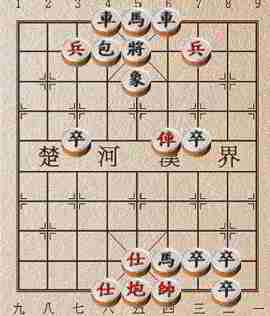 1 2 3 4 5 6 7 8 9
車 馬 車
兵 包 將 兵
象
卒 俥 卒
楚 河 漢 界
仕 馬 卒 卒
仕 炮 帥 卒
九 八 七 六 五 四 三 二 一